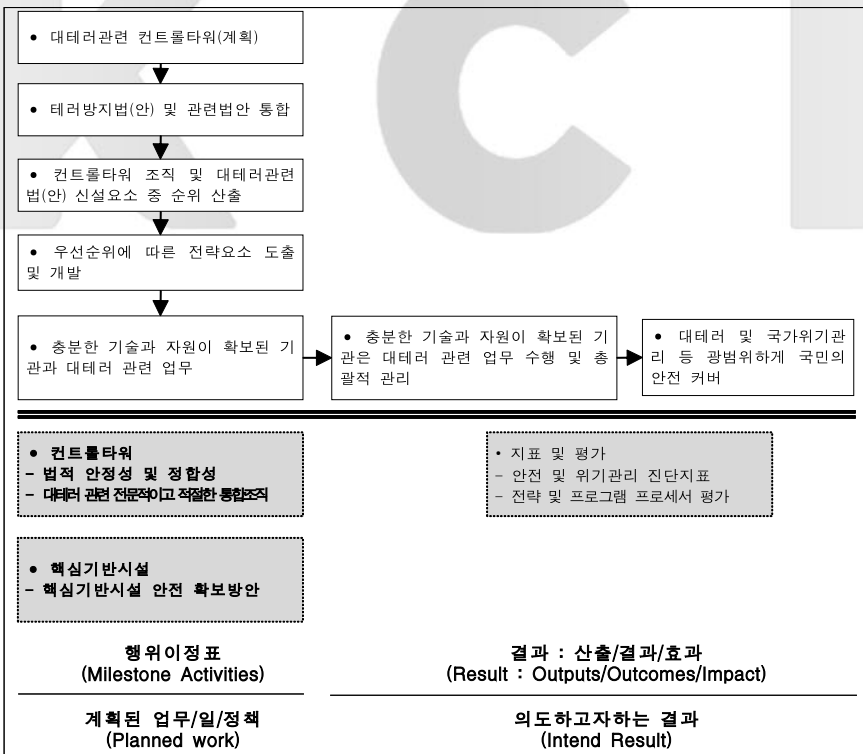 ● 대테러관련 컨트롤타워(계획)
● 테러방지법(안) 및 관련법안 통합
● 컨트롤타워 조직 및 대테러관련
법(안) 신설요소 중 순위 산출
● 우선순위에 따른 전략요소 도출
및 개발
● 충분한 기술과 자원이 확보된 기
관과 대테러 관련 업무
● 충분한 기술과 자원이 확보된 기
관은 대테러 관련 업무 수행 및 총
괄적 관리
● 대테러 및 국가위기관
리 등 광범위하게 국민의
안전 커버
● 컨트롤타워
– 법적 안정성 및 정합성
– 대테러 관련 전문적이고 적절한 통합조직
• 지표 및 평가
– 안전 및 위기관리 진단지표
– 전략 및 프로그램 프로세서 평가
● 핵심기반시설
– 핵심기반시설 안전 확보방안
행위이정표
(Milestone Activities)
결과 : 산출/결과/효과
(Result : Outputs/Outcomes/Impact)
계획된 업무/일/정책
(Planned work)
의도하고자하는 결과
(Intend Result)
K C I